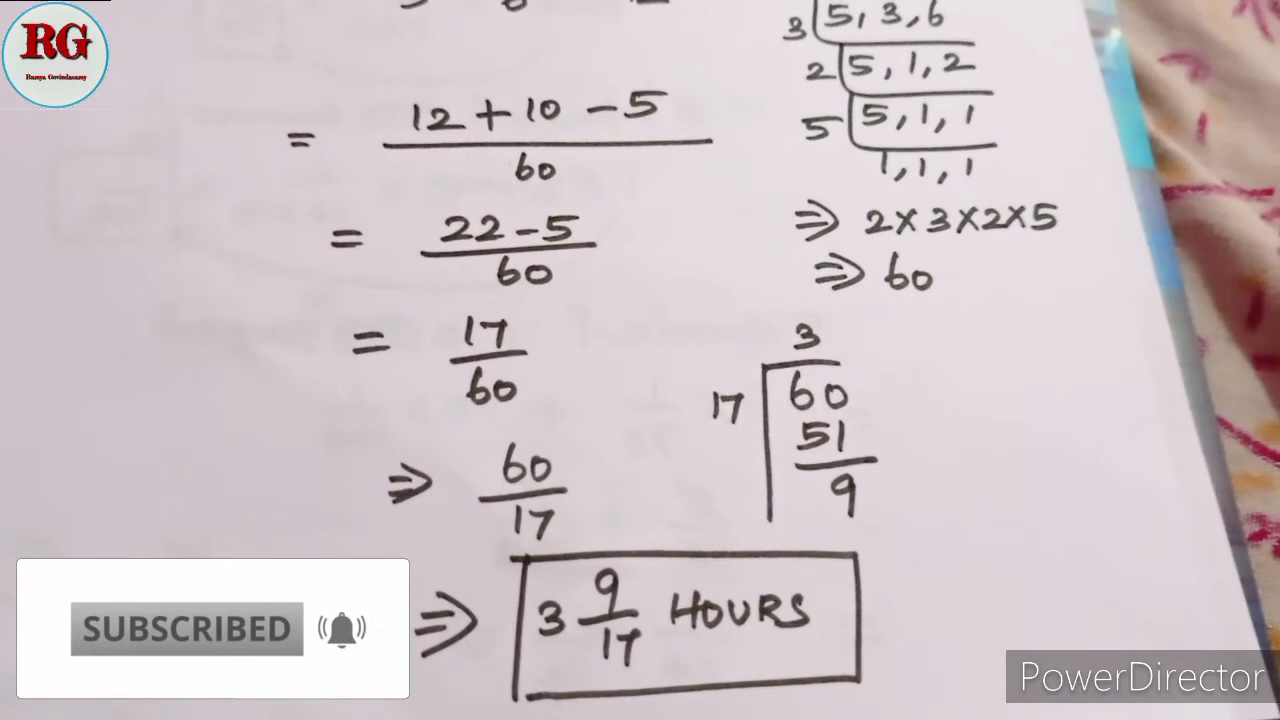 RG
Ramya Govindasamy
3 | 5, 3, 6
2 | 5, 1, 2
5 | 5, 1, 1
1, 1, 1
⇒ 2 × 3 × 2 × 5
⇒ 60
= 12 + 10 - 5
60
= 22 - 5
60
= 17
60
⇒ 60
17
3
17 | 60
51
9
⇒ 3 9/17 HOURS
SUBSCRIBED
PowerDirector